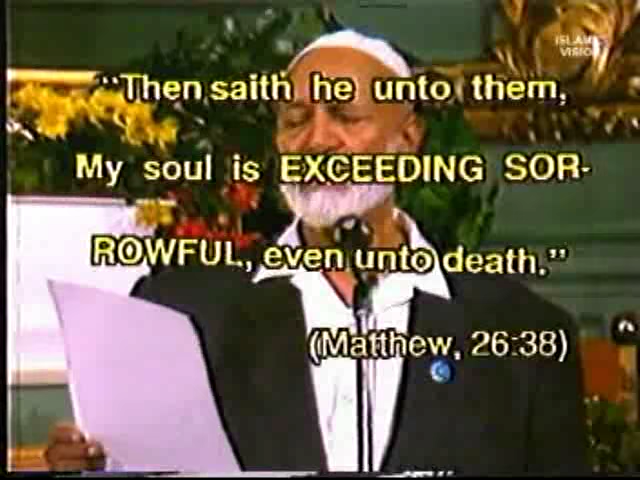 ISLAMIC
VISION
"Then saith he unto them,
My soul is EXCEEDING SOR-
ROWFUL, even unto death."
(Matthew, 26:38)